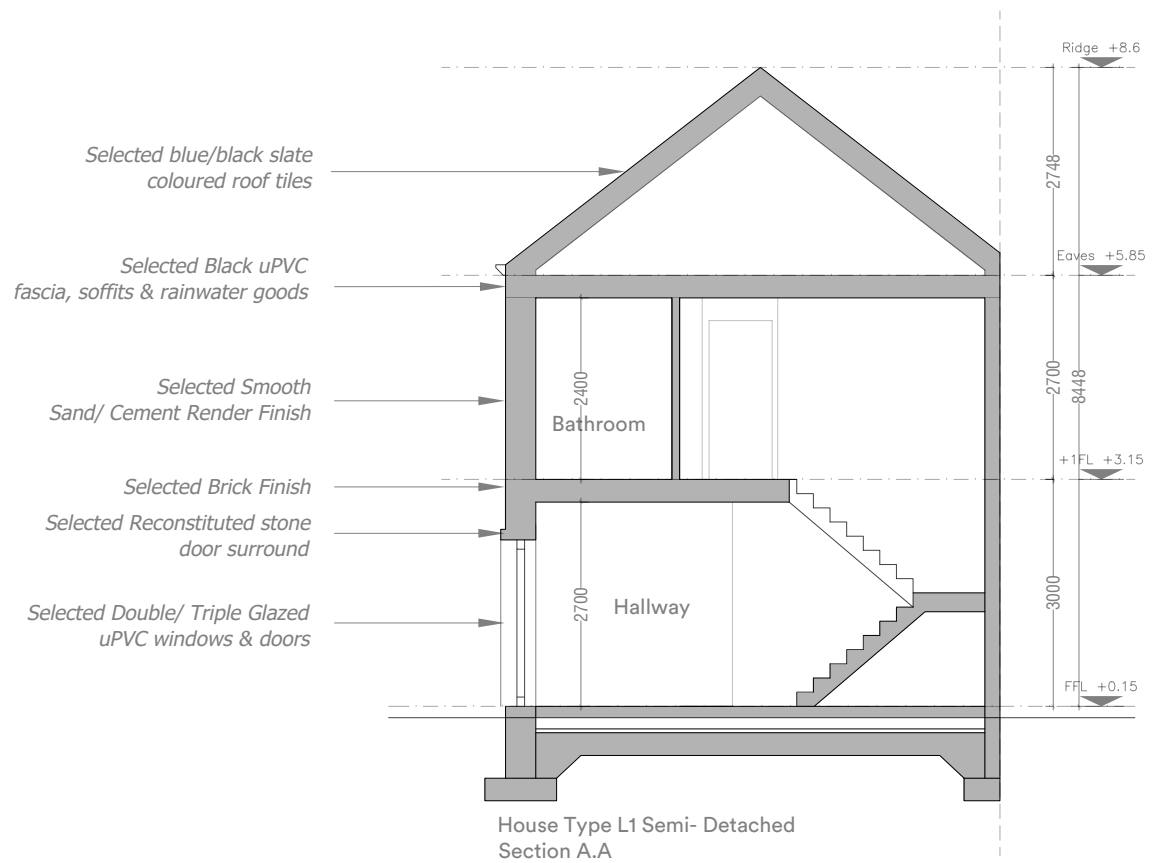 Ridge +8.6
Selected blue/black slate
coloured roof tiles
2748
Selected Black uPVC
fascia, soffits & rainwater goods
Eaves +5.85
Selected Smooth
Sand/ Cement Render Finish
2400
Bathroom
2700
8448
+1FL +3.15
Selected Brick Finish
Selected Reconstituted stone
door surround
Selected Double/ Triple Glazed
uPVC windows & doors
2700
Hallway
3000
FFL +0.15
House Type L1 Semi- Detached
Section A.A